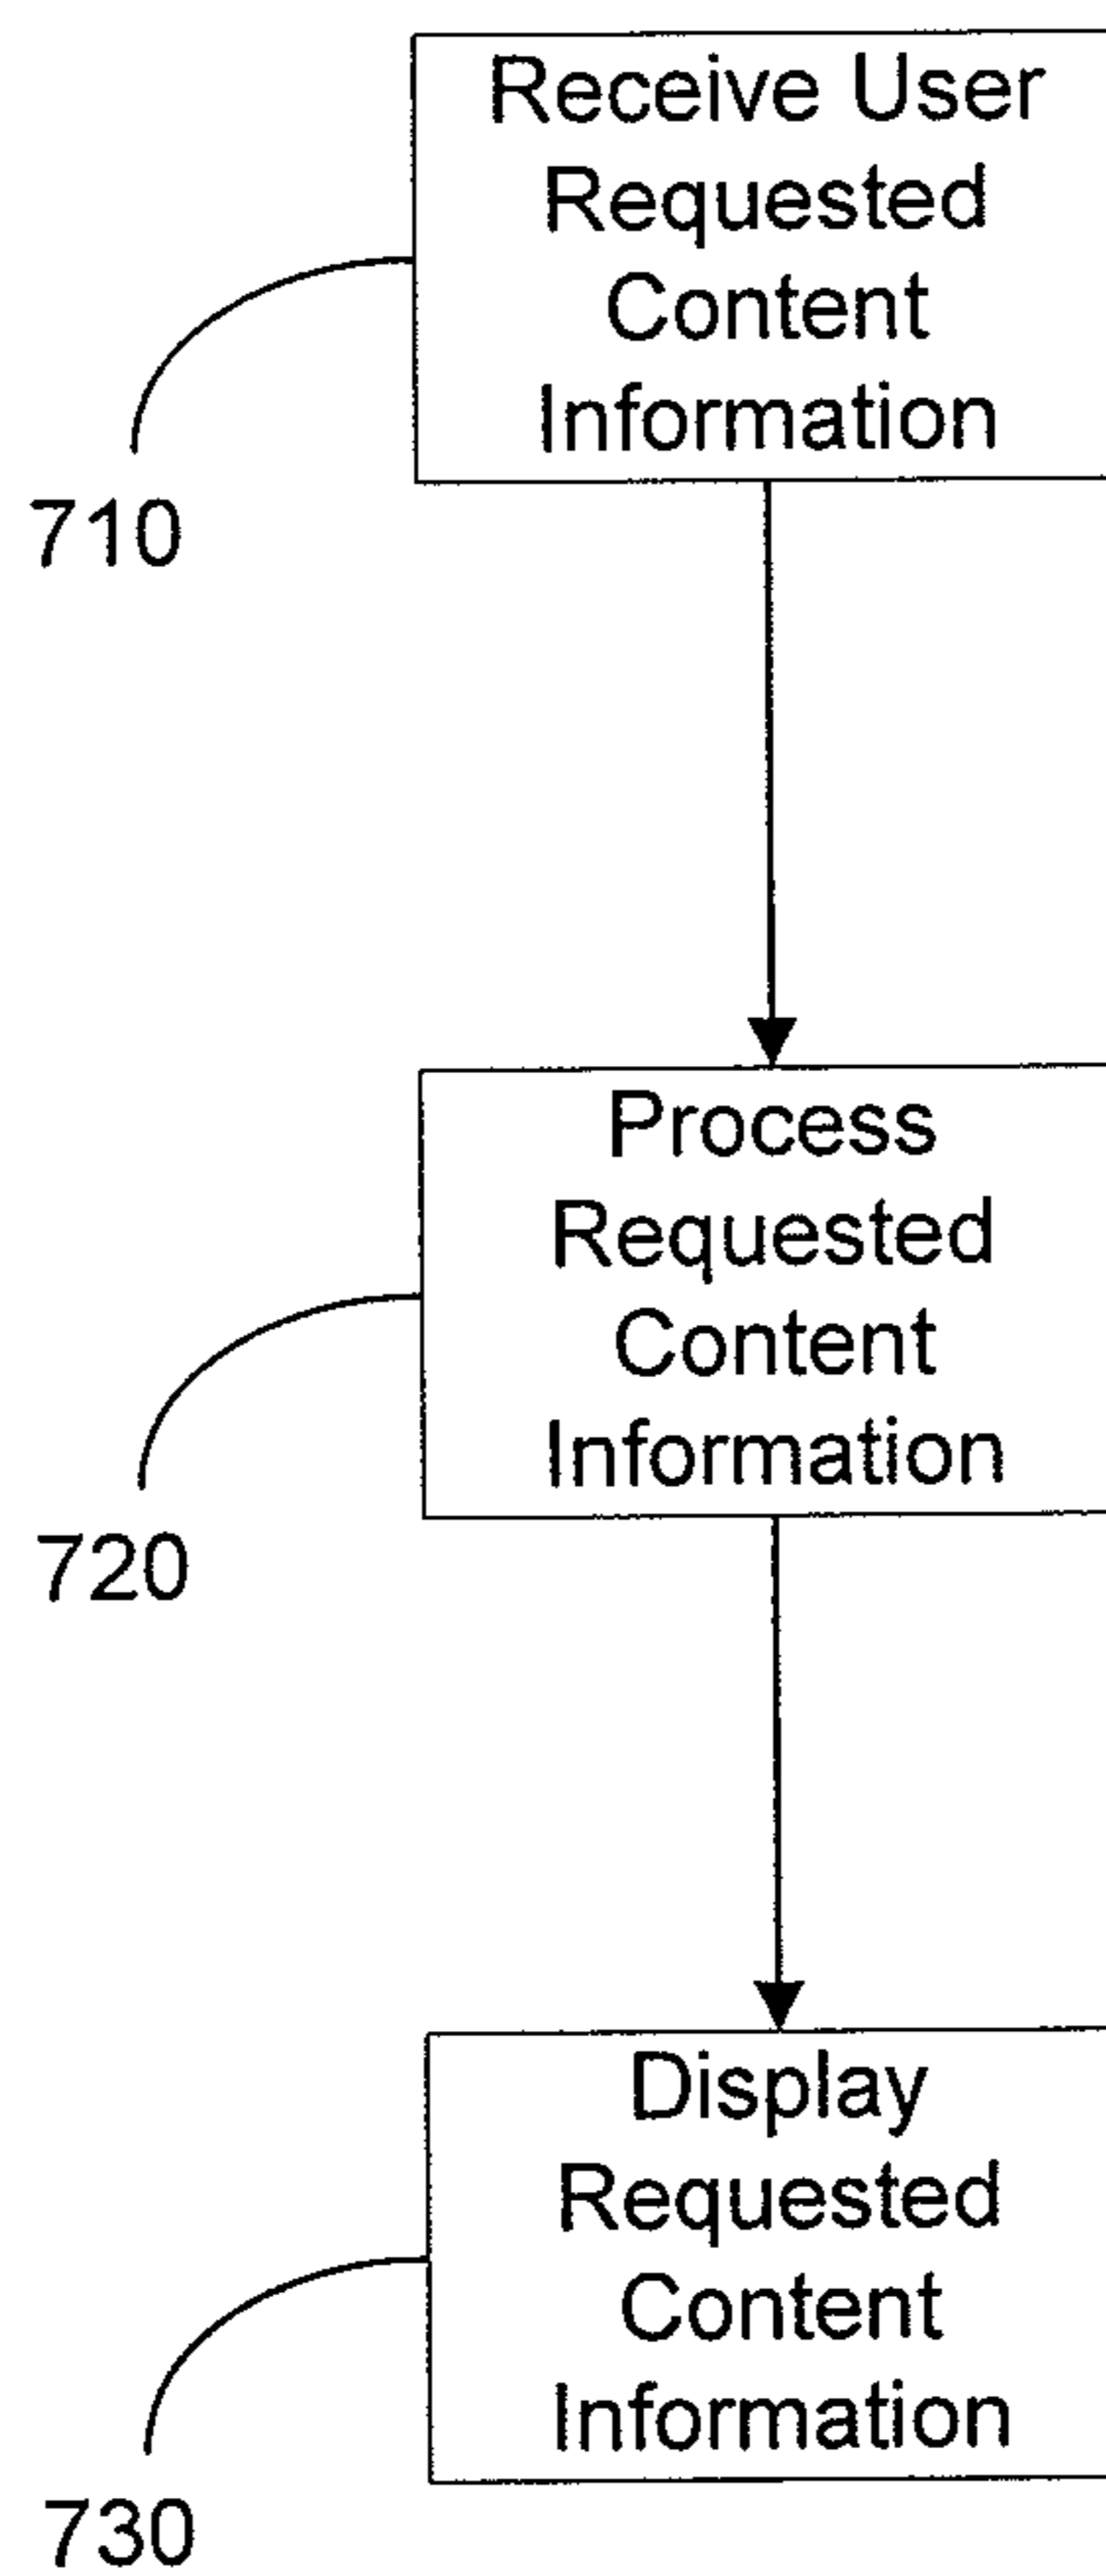 Receive User
Requested
Content
Information
710
Process
Requested
Content
Information
720
Display
Requested
Content
Information
730